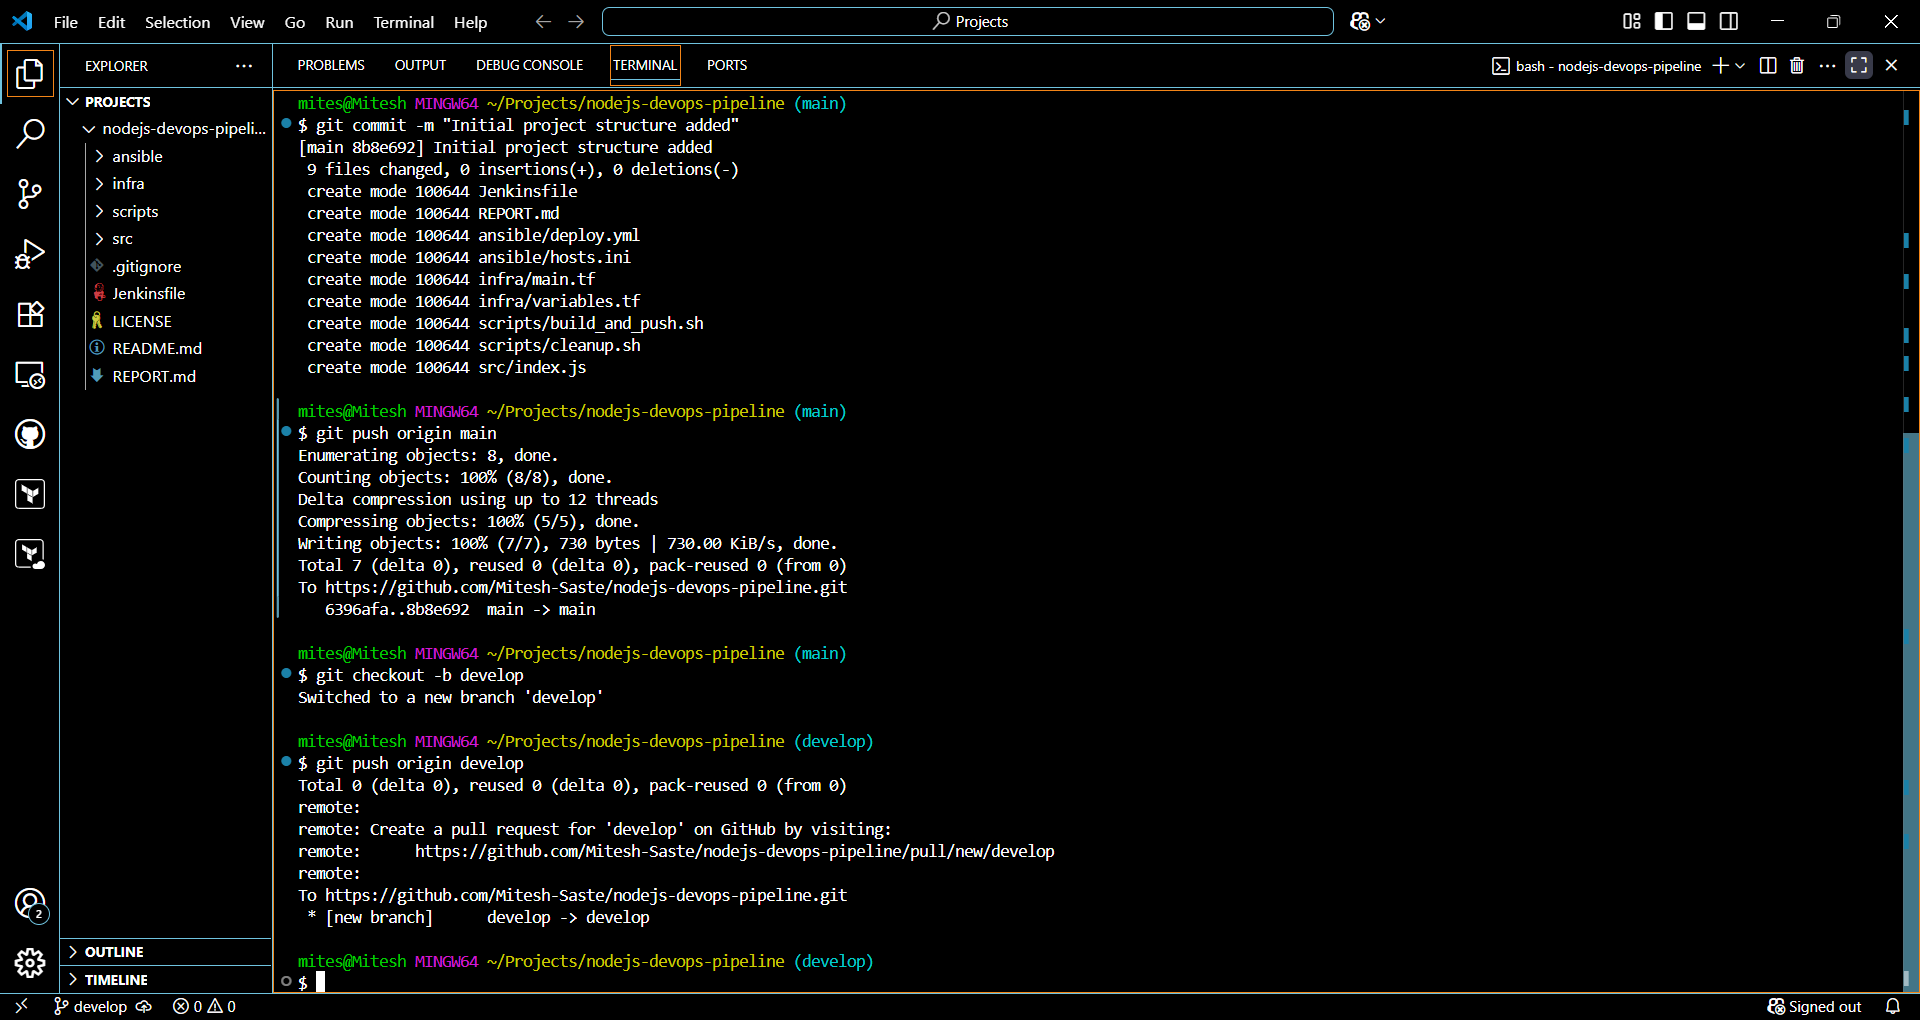 File Edit Selection View Go Run Terminal Help
Projects
EXPLORER
PROBLEMS OUTPUT DEBUG CONSOLE TERMINAL PORTS
bash - nodejs-devops-pipeline
PROJECTS
nodejs-devops-pipeli...
ansible
infra
scripts
src
.gitignore
Jenkinsfile
LICENSE
README.md
REPORT.md
OUTLINE
TIMELINE
2
mites@Mitesh MINGW64 ~/Projects/nodejs-devops-pipeline (main)
$ git commit -m "Initial project structure added"
[main 8b8e692] Initial project structure added
9 files changed, 0 insertions(+), 0 deletions(-)
create mode 100644 Jenkinsfile
create mode 100644 REPORT.md
create mode 100644 ansible/deploy.yml
create mode 100644 ansible/hosts.ini
create mode 100644 infra/main.tf
create mode 100644 infra/variables.tf
create mode 100644 scripts/build_and_push.sh
create mode 100644 scripts/cleanup.sh
create mode 100644 src/index.js
mites@Mitesh MINGW64 ~/Projects/nodejs-devops-pipeline (main)
$ git push origin main
Enumerating objects: 8, done.
Counting objects: 100% (8/8), done.
Delta compression using up to 12 threads
Compressing objects: 100% (5/5), done.
Writing objects: 100% (7/7), 730 bytes | 730.00 KiB/s, done.
Total 7 (delta 0), reused 0 (delta 0), pack-reused 0 (from 0)
To https://github.com/Mitesh-Saste/nodejs-devops-pipeline.git
6396afa..8b8e692 main -> main
mites@Mitesh MINGW64 ~/Projects/nodejs-devops-pipeline (main)
$ git checkout -b develop
Switched to a new branch 'develop'
mites@Mitesh MINGW64 ~/Projects/nodejs-devops-pipeline (develop)
$ git push origin develop
Total 0 (delta 0), reused 0 (delta 0), pack-reused 0 (from 0)
remote:
remote: Create a pull request for 'develop' on GitHub by visiting:
remote: https://github.com/Mitesh-Saste/nodejs-devops-pipeline/pull/new/develop
remote:
To https://github.com/Mitesh-Saste/nodejs-devops-pipeline.git
* [new branch] develop -> develop
mites@Mitesh MINGW64 ~/Projects/nodejs-devops-pipeline (develop)
$
develop 0 0
Signed out